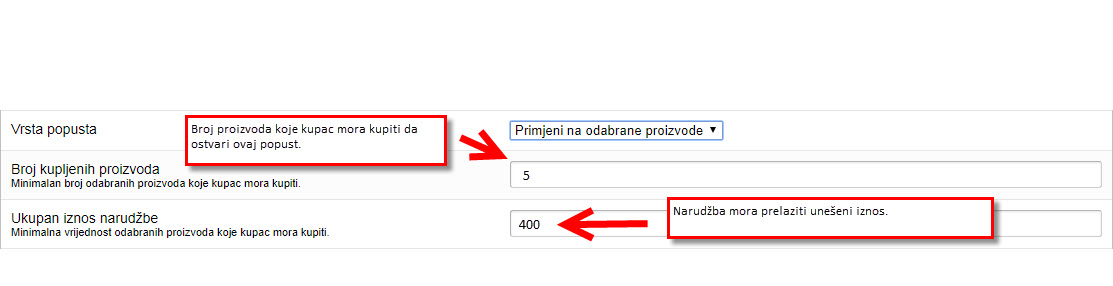 Vrsta popusta
Broj proizvoda koje kupac mora kupiti da
ostvari ovaj popust.
Primjeni na odabrane proizvode
Broj kupljenih proizvoda
Minimalan broj odabranih proizvoda koje kupac mora kupiti.
5
Ukupan iznos narudžbe
Minimalna vrijednost odabranih proizvoda koje kupac mora kupiti.
400
Narudžba mora prelaziti unešeni iznos.